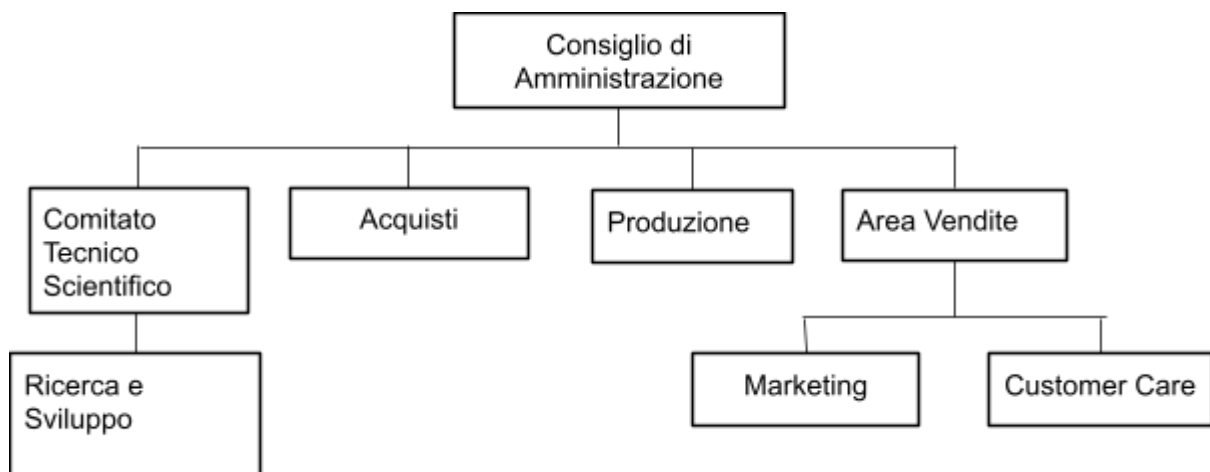 Consiglio di
Amministrazione
Comitato
Tecnico
Scientifico
Acquisti
Produzione
Area Vendite
Ricerca e
Sviluppo
Marketing
Customer Care